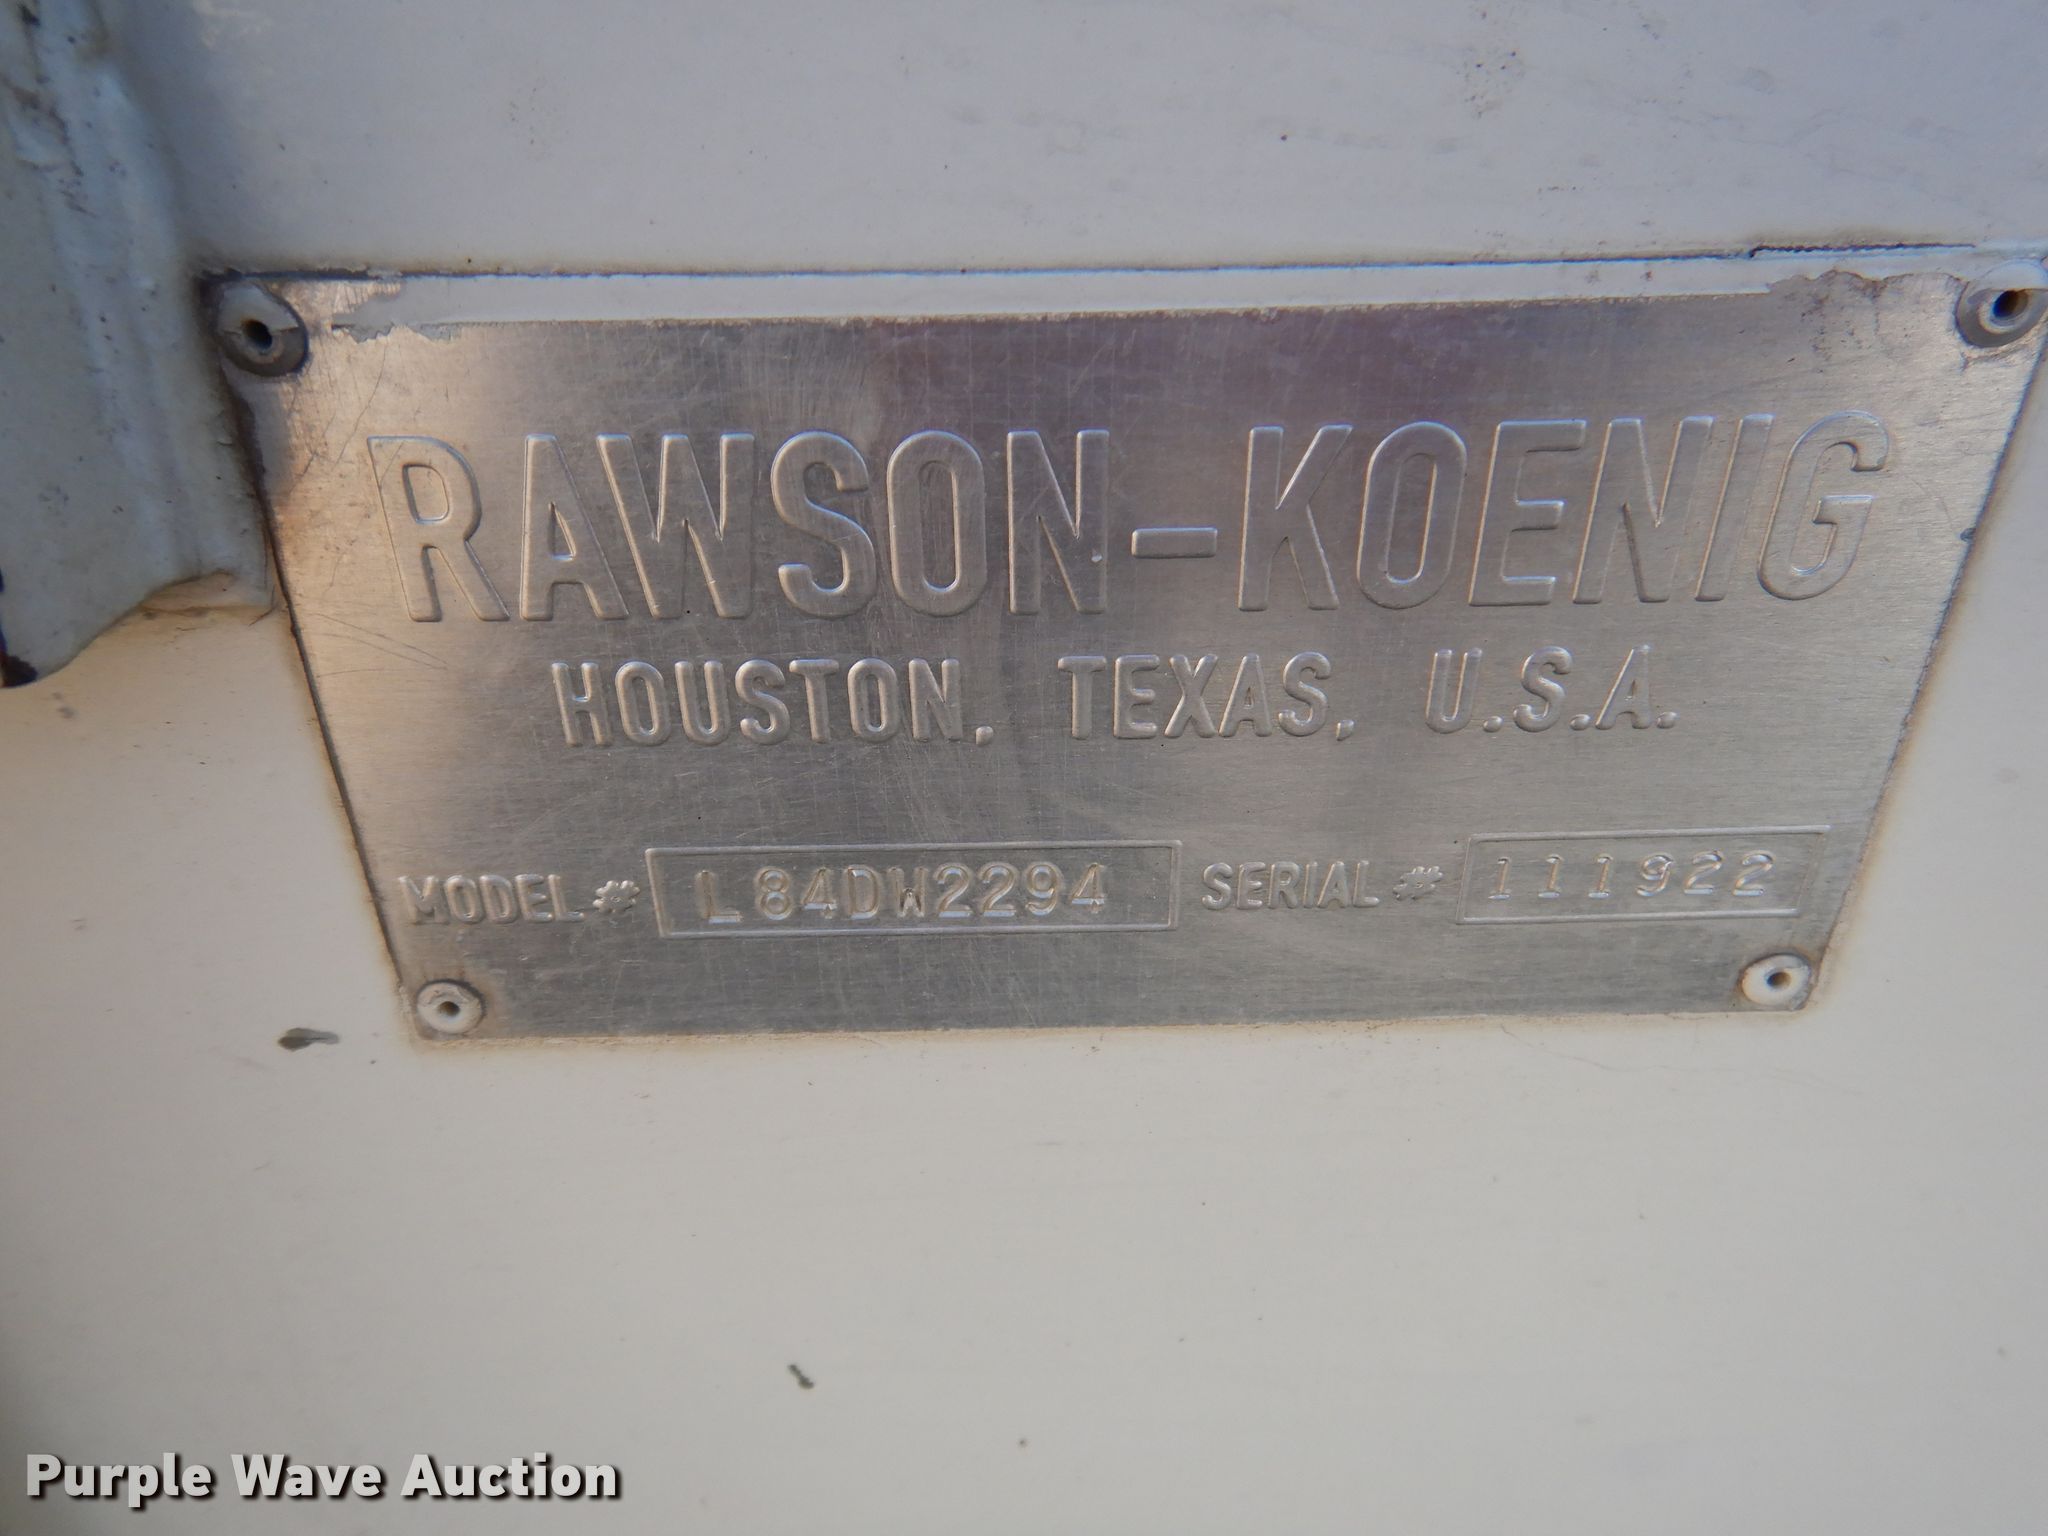 RAWSON-KOENIG
HOUSTON, TEXAS, U.S.A.
MODEL# L84DW2294 SERIAL# 111922
Purple Wave Auction